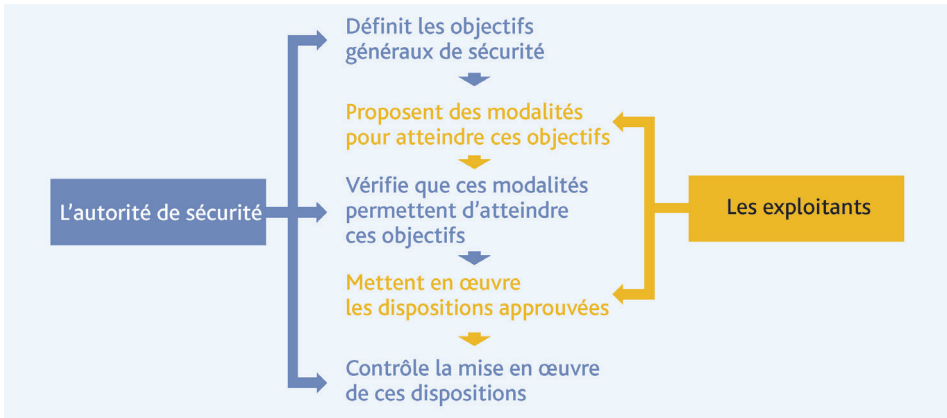 Définit les objectifs
généraux de sécurité
Proposent des modalités
pour atteindre ces objectifs
Vérifie que ces modalités
permettent d'atteindre
ces objectifs
L'autorité de sécurité
Les exploitants
Mettent en œuvre
les dispositions approuvées
Contrôle la mise en œuvre
de ces dispositions